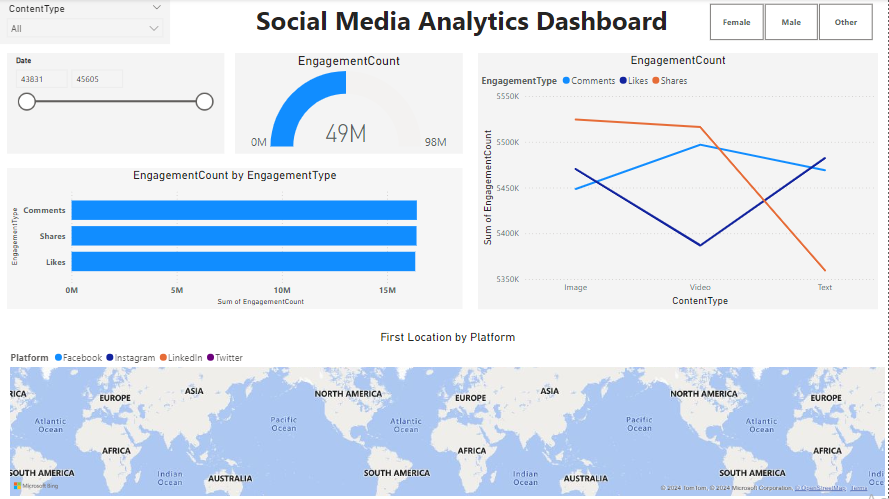 ContentType
All
Social Media Analytics Dashboard
Female Male Other
Date
43831 45605
EngagementCount
49M
0M 98M
EngagementCount
EngagementType Comments Likes Shares
5550K
5500K
5450K
5400K
5350K
Sum of EngagementCount
Image Video Text
ContentType
EngagementCount by EngagementType
EngagementType
Comments
Shares
Likes
0M 5M 10M 15M
Sum of EngagementCount
First Location by Platform
Platform Facebook Instagram LinkedIn Twitter
RICA EUROPE ASIA NORTH AMERICA EUROPE ASIA NORTH AMERICA EUROPE
Atlantic Ocean Pacific Ocean Atlantic Ocean Pacific Ocean Atlantic Ocean
AFRICA AFRICA AFRICA
SOUTH AMERICA Indian Ocean AUSTRALIA SOUTH AMERICA Indian Ocean AUSTRALIA SOUTH AMERICA Indian Ocean
Microsoft Bing
© 2024 TomTom, © 2024 Microsoft Corporation, © OpenStreetMap Terms